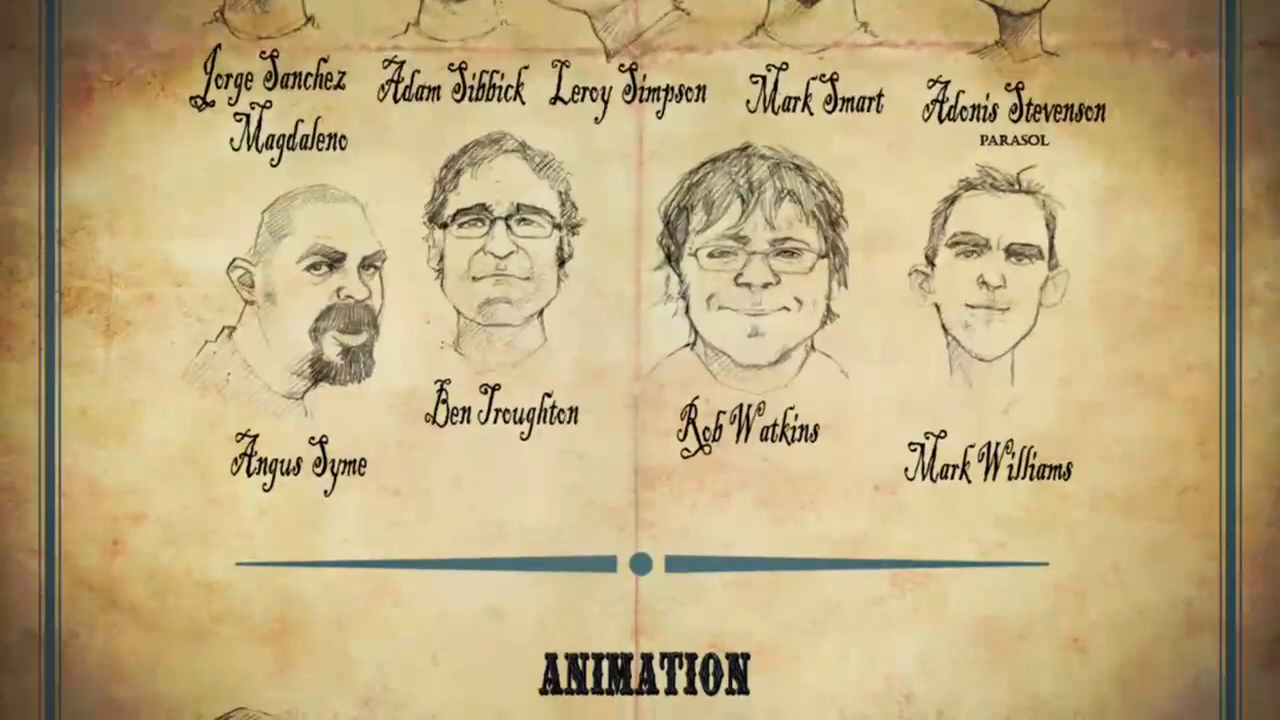 Jorge Sanchez
Magdaleno
Adam Sibbick
Leroy Simpson
Mark Smart
Adonis Stevenson
PARASOL
Angus Syme
Ben Troughton
Rob Watkins
Mark Williams
ANIMATION